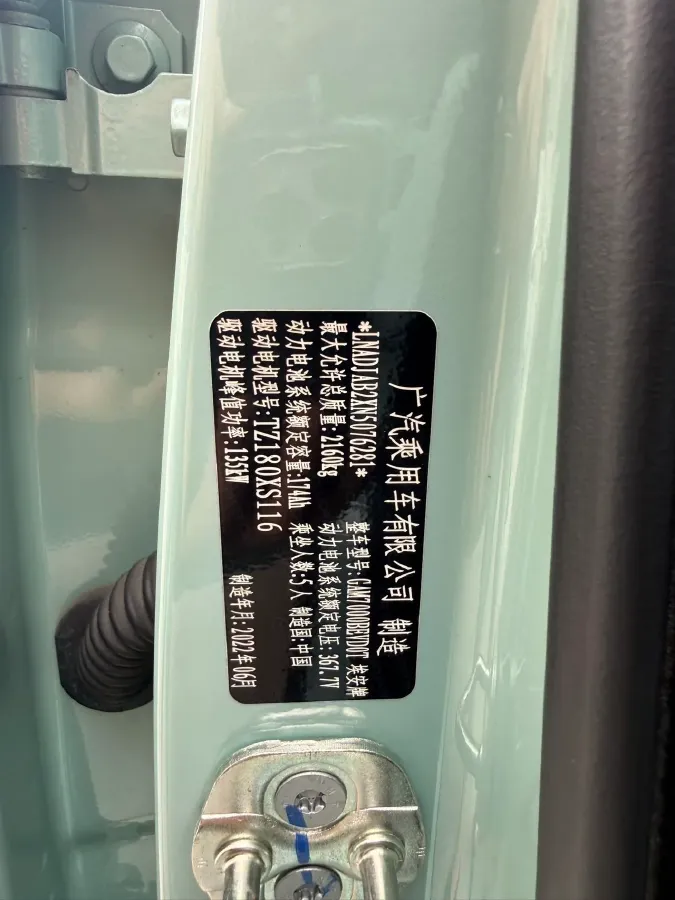 广汽乘用车有限公司 制造
*LNADJAB2XN5076281* 整车型号:GAM7000BEVD0T 埃安牌
最大允许总质量:2160kg 动力电池系统额定电压:367.7V
动力电池系统额定容量:174Ah 乘坐人数:5人 制造国:中国
驱动电机型号:TZ180XS116
驱动电机峰值功率:135kW 制造年月:2022年06月